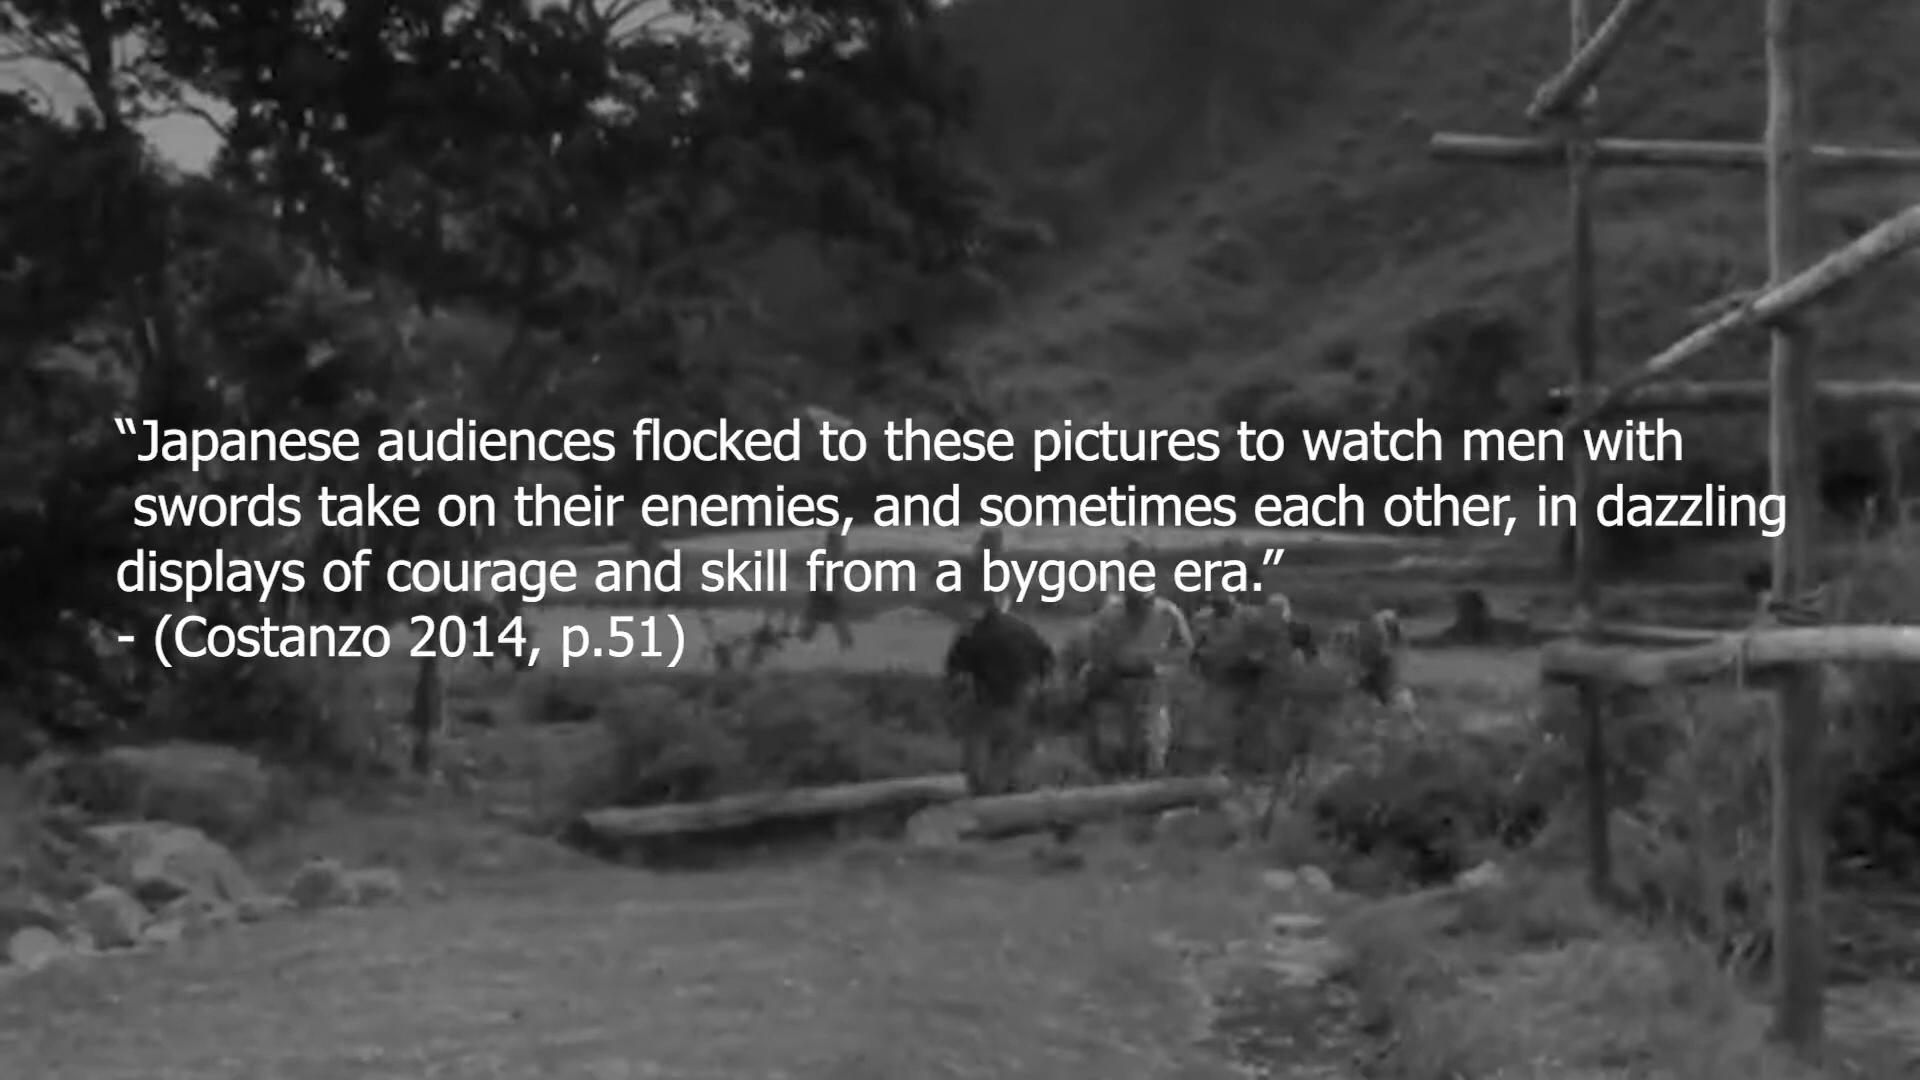 “Japanese audiences flocked to these pictures to watch men with
swords take on their enemies, and sometimes each other, in dazzling
displays of courage and skill from a bygone era.”
- (Costanzo 2014, p.51)